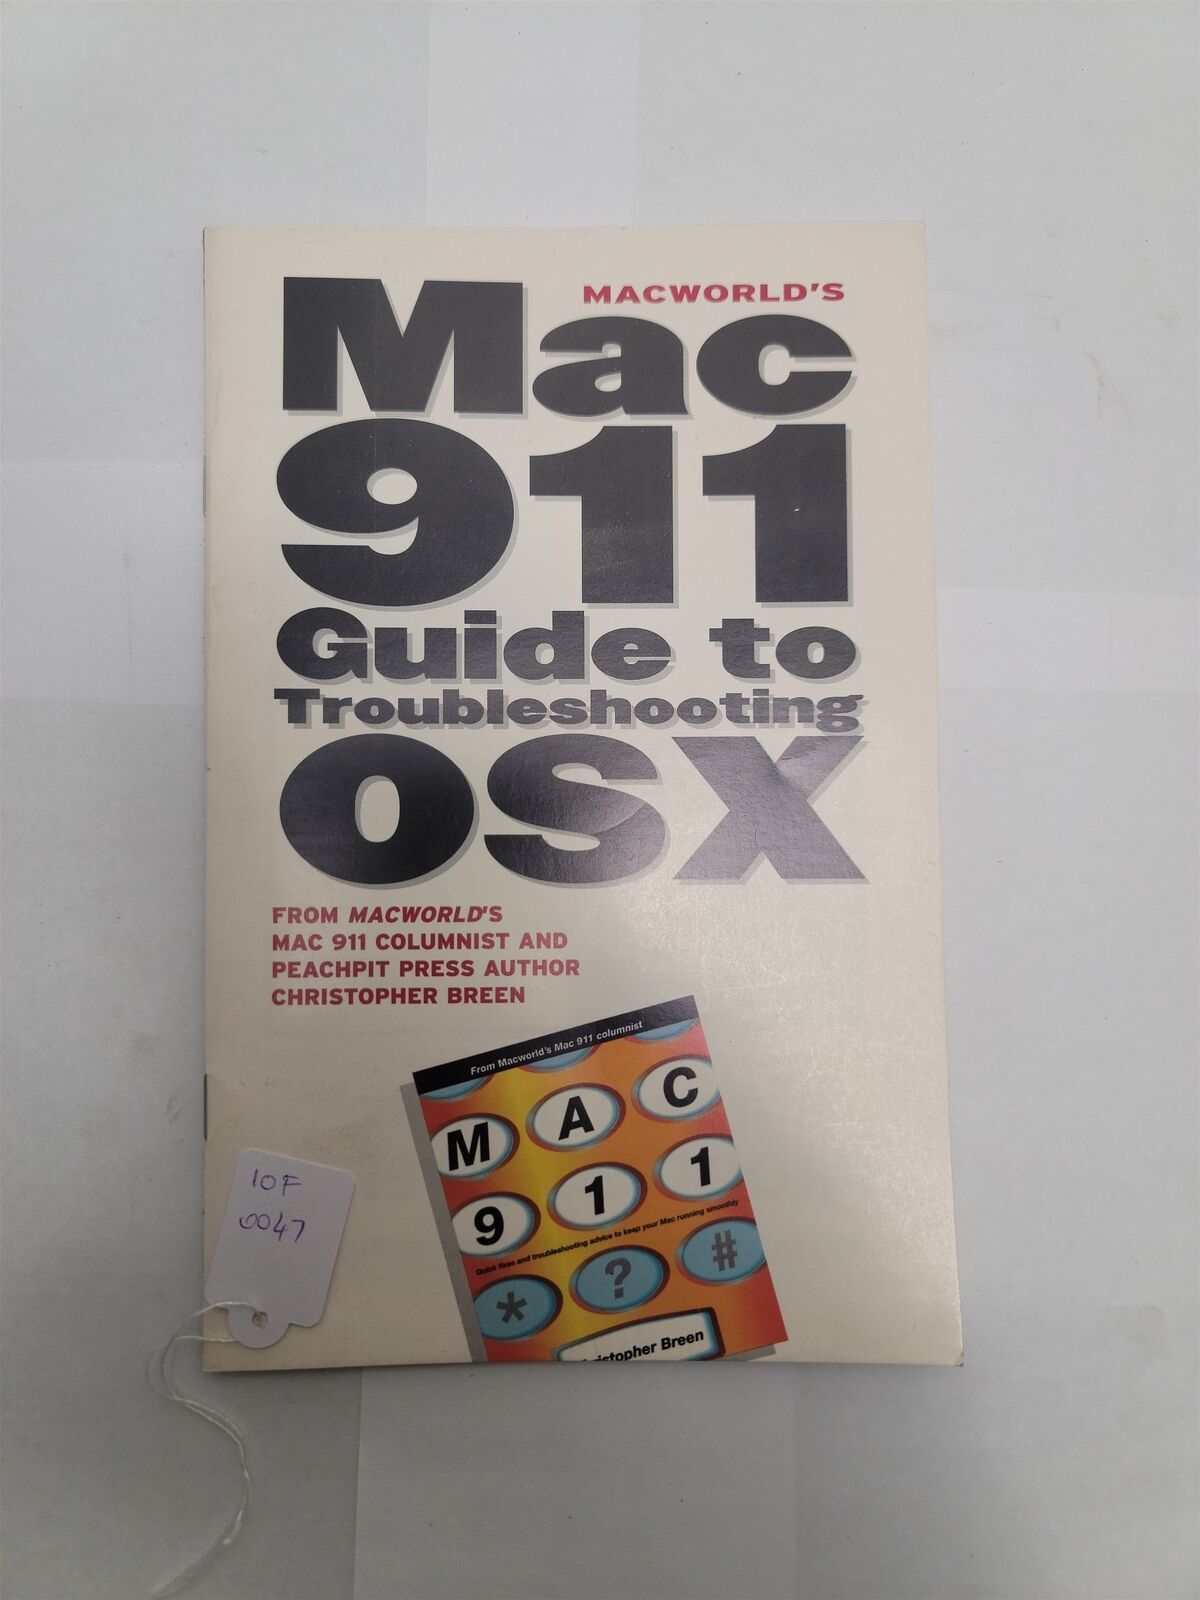 MACWORLD'S
Mac
911
Guide to
Troubleshooting
OSX
FROM MACWORLD'S
MAC 911 COLUMNIST AND
PEACHPIT PRESS AUTHOR
CHRISTOPHER BREEN
From Macworld's Mac 911 columnist
M A C
9 1 1
Quick fixes and troubleshooting advice to keep your Mac running smoothly
* ? #
ristopher Breen
10F
0047